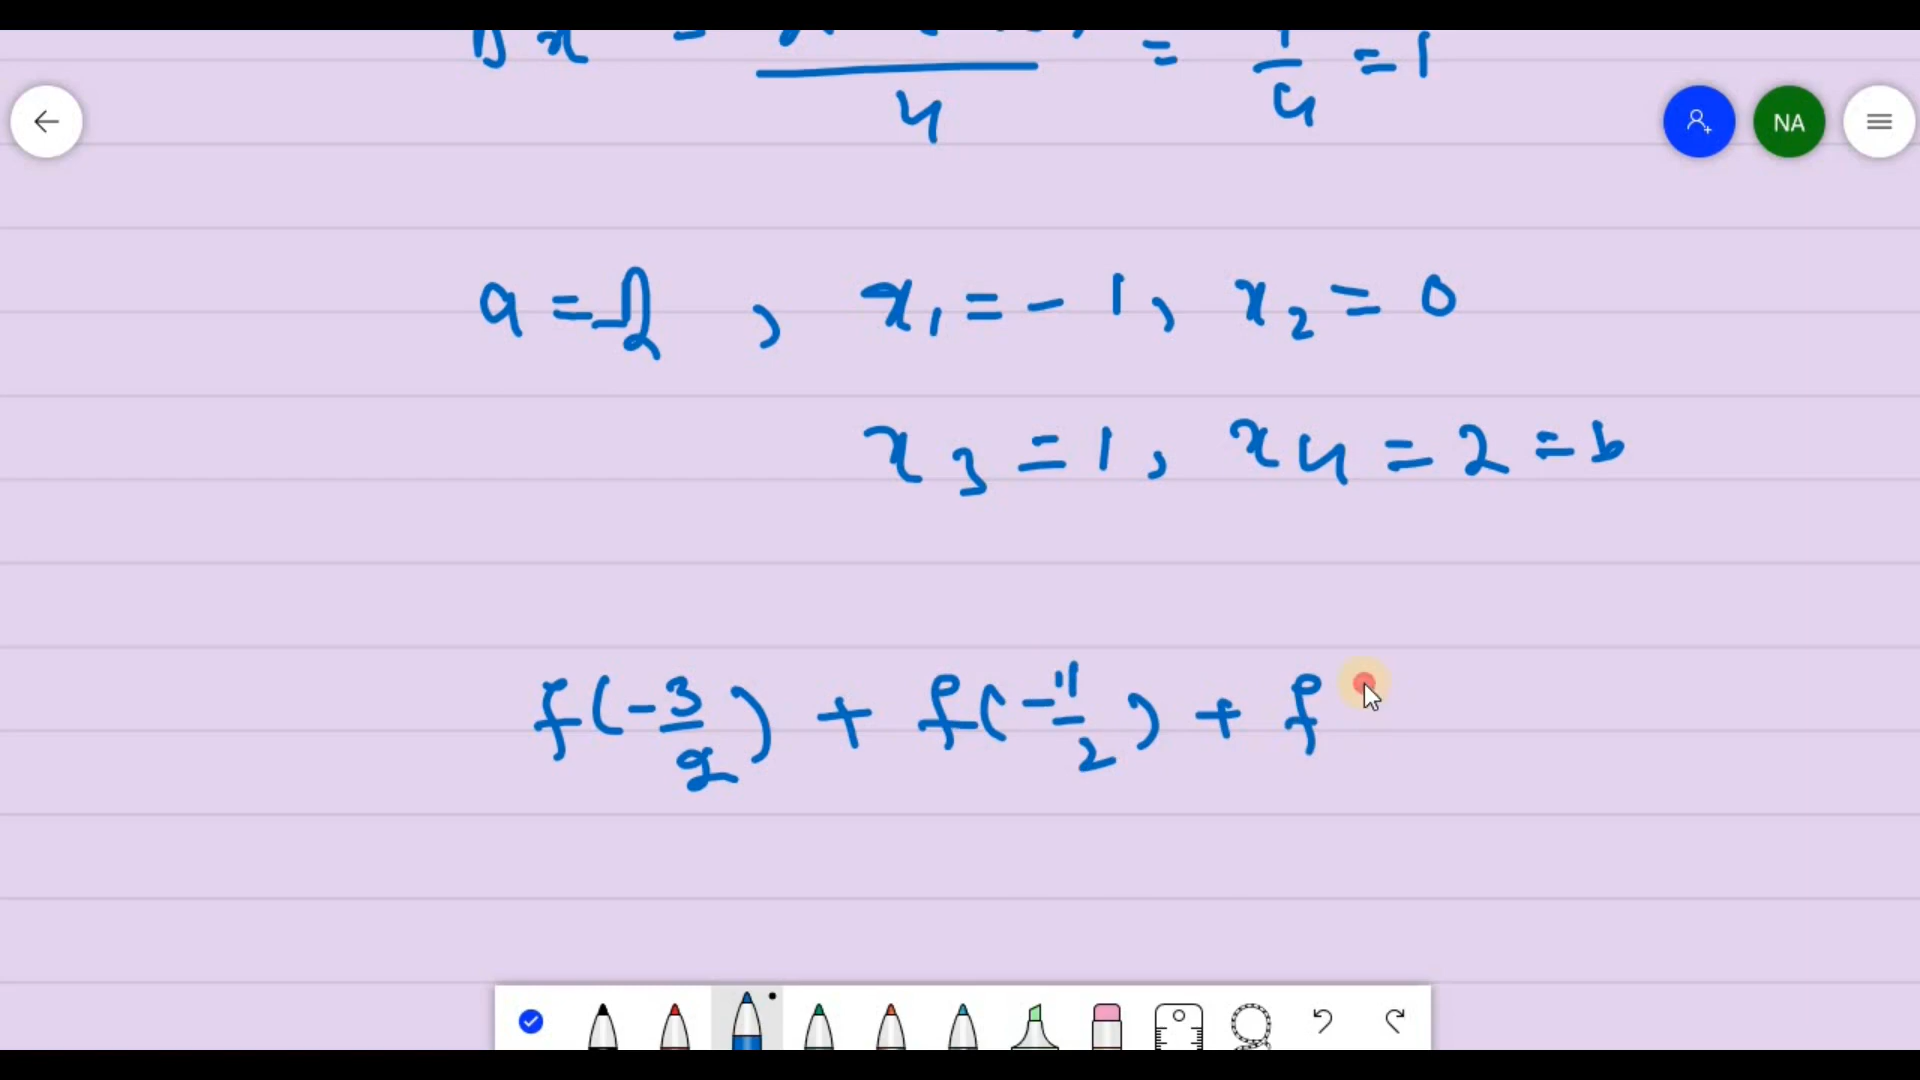 = 1
4 = 4 = 1
NA
a = -2 , x₁ = - 1, x₂ = 0
x₃ = 1, x₄ = 2 = b
f(-3/2) + f(-1/2) + f